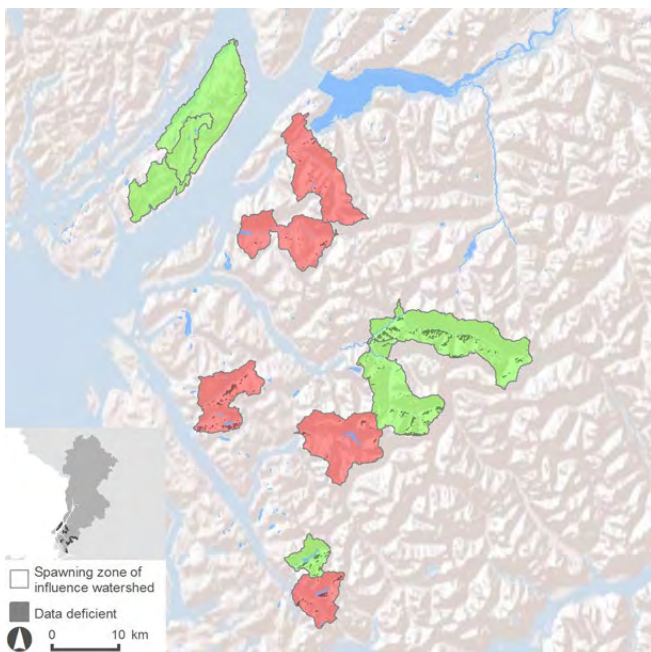 Spawning zone of
influence watershed
Data deficient
0 10 km